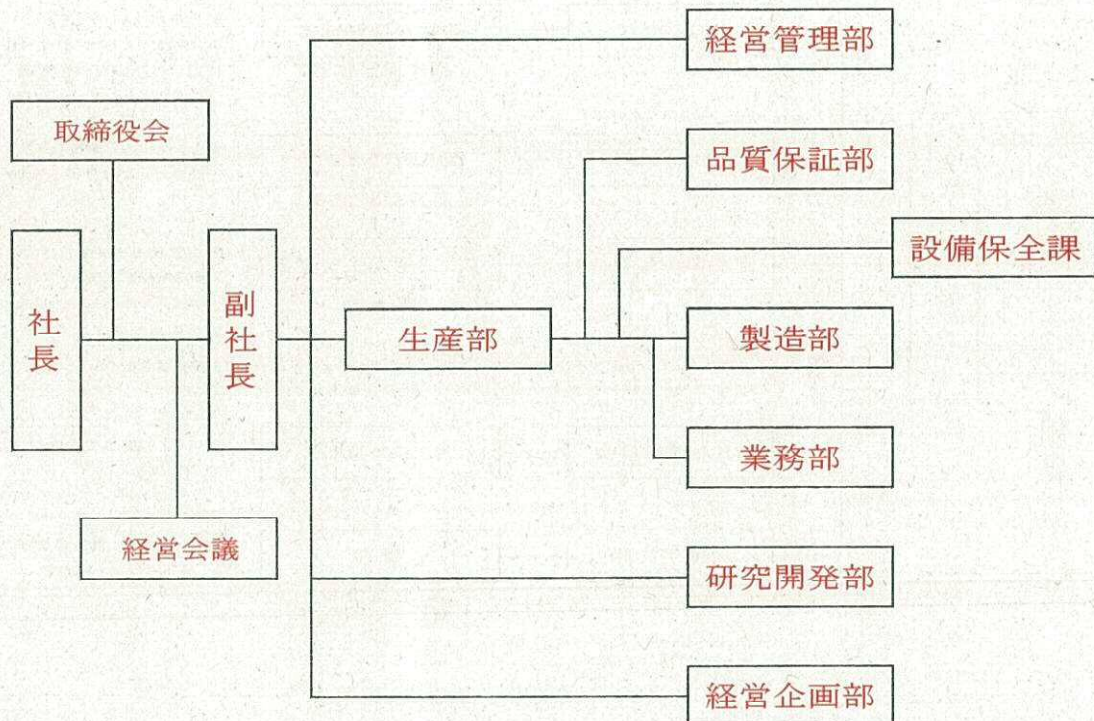 経営管理部
取締役会
品質保証部
設備保全課
社長
副社長
生産部
製造部
業務部
経営会議
研究開発部
経営企画部